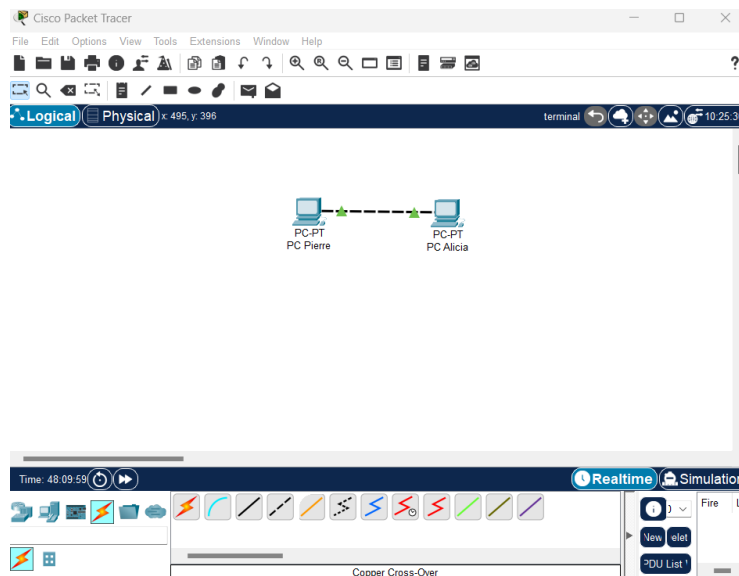 Cisco Packet Tracer
File Edit Options View Tools Extensions Window Help
?
Logical Physical x: 495, y: 396 terminal 10:25:3
PC-PT
PC Pierre
PC-PT
PC Alicia
Time: 48:09:59 Realtime Simulation
Fire
New elet
PDU List
Copper Cross-Over